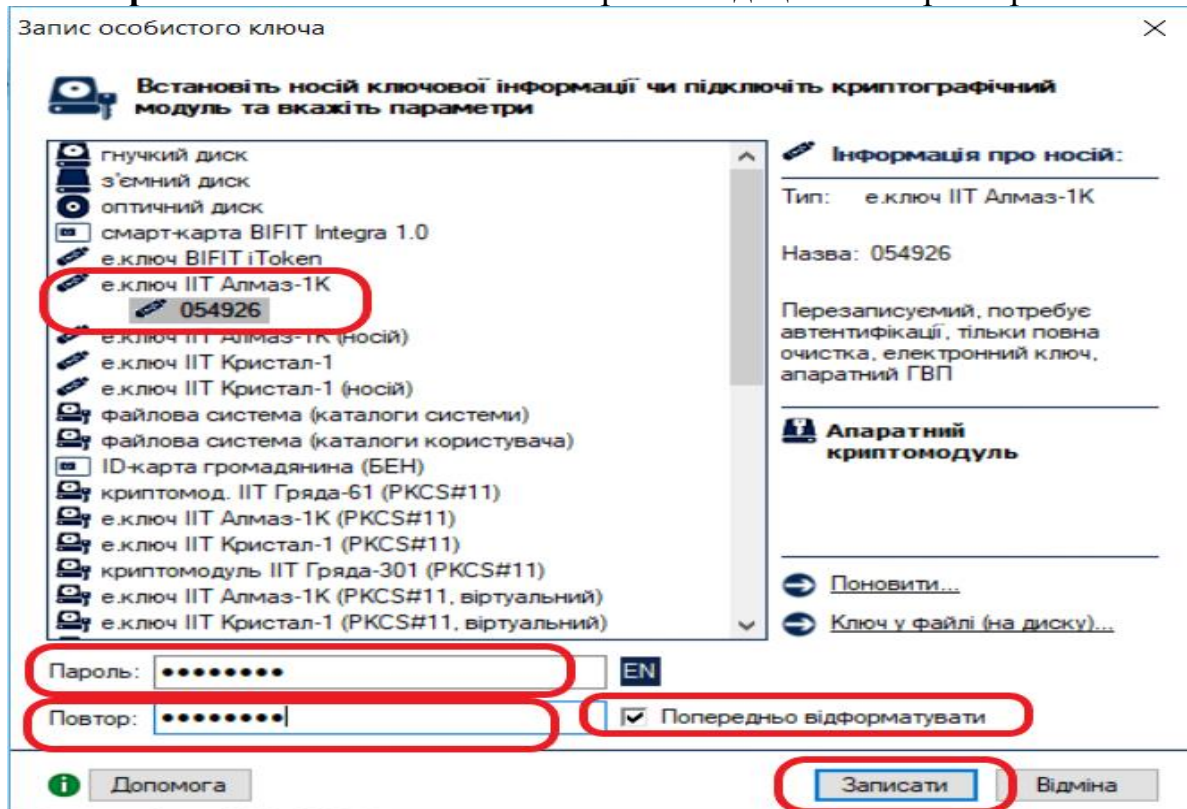 Запис особистого ключа
Встановіть носій ключової інформації чи підключіть криптографічний
модуль та вкажіть параметри
гнучкий диск
з'ємний диск
оптичний диск
смарт-карта BIFIT Integra 1.0
е.ключ BIFIT iToken
е.ключ ІІТ Алмаз-1К
054926
е.ключ ІІТ Алмаз-1К (носій)
е.ключ ІІТ Кристал-1
е.ключ ІІТ Кристал-1 (носій)
файлова система (каталоги системи)
файлова система (каталоги користувача)
ID-карта громадянина (БЕН)
криптомод. ІІТ Гряда-61 (PKCS#11)
е.ключ ІІТ Алмаз-1К (PKCS#11)
е.ключ ІІТ Кристал-1 (PKCS#11)
криптомодуль ІІТ Гряда-301 (PKCS#11)
е.ключ ІІТ Алмаз-1К (PKCS#11, віртуальний)
е.ключ ІІТ Кристал-1 (PKCS#11, віртуальний)
Інформація про носій:
Тип: е.ключ ІІТ Алмаз-1К
Назва: 054926
Перезаписуємий, потребує
автентифікації, тільки повна
очистка, електронний ключ,
апаратний ГВП
Апаратний
криптомодуль
Поновити...
Ключ у файлі (на диску)...
Пароль: ●●●●●●●● EN
Повтор: ●●●●●●●● Попередньо відформатувати
Допомога Записати Відміна